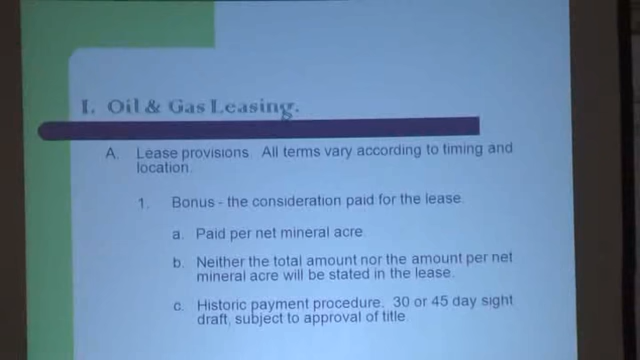 I. Oil & Gas Leasing.
A. Lease provisions. All terms vary according to timing and
location.
1. Bonus - the consideration paid for the lease.
a. Paid per net mineral acre.
b. Neither the total amount nor the amount per net
mineral acre will be stated in the lease.
c. Historic payment procedure. 30 or 45 day sight
draft, subject to approval of title.